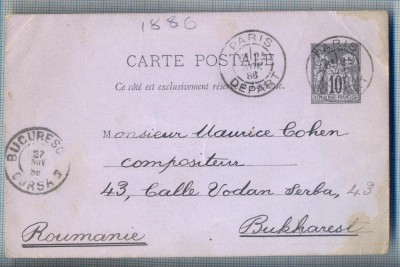 1886
PARIS
86
DEPART
PARIS
CARTE POSTALE
Ce côté est exclusivement réservé à l'adresse.
10
BUCURESCI
27
NOV
86
CURSA 3
Monsieur Maurice Cohen
compositeur
43, Calle Vodan Serba, 43
Roumanie
Bukharest